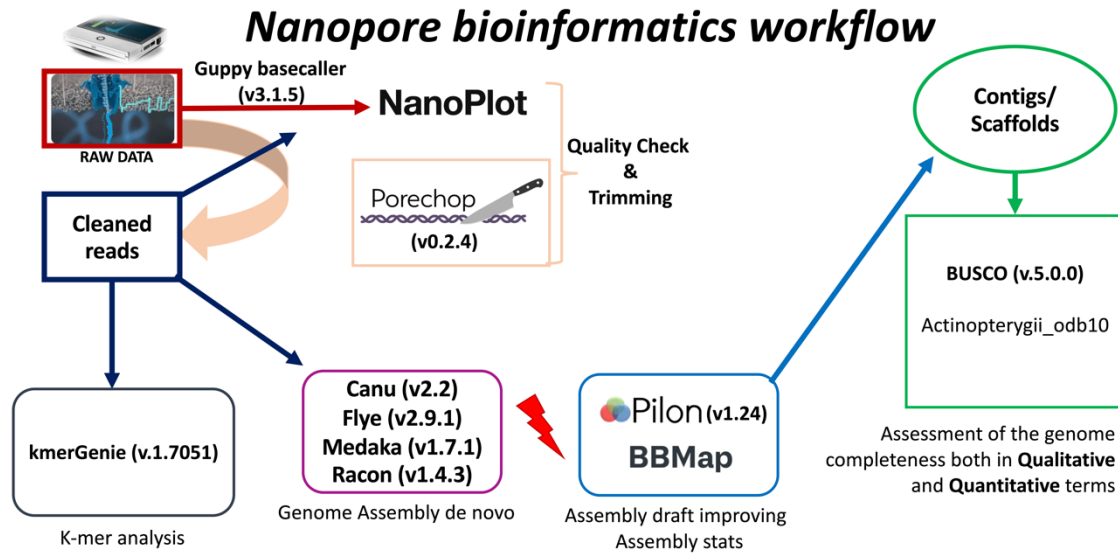 Nanopore bioinformatics workflow
Guppy basecaller
(v3.1.5)
RAW DATA
NanoPlot
Porechop
(v0.2.4)
Quality Check
&
Trimming
Cleaned
reads
kmerGenie (v.1.7051)
K-mer analysis
Canu (v2.2)
Flye (v2.9.1)
Medaka (v1.7.1)
Racon (v1.4.3)
Genome Assembly de novo
Pilon (v1.24)
BBMap
Assembly draft improving
Assembly stats
Contigs/
Scaffolds
BUSCO (v.5.0.0)
Actinopterygii_odb10
Assessment of the genome
completeness both in Qualitative
and Quantitative terms